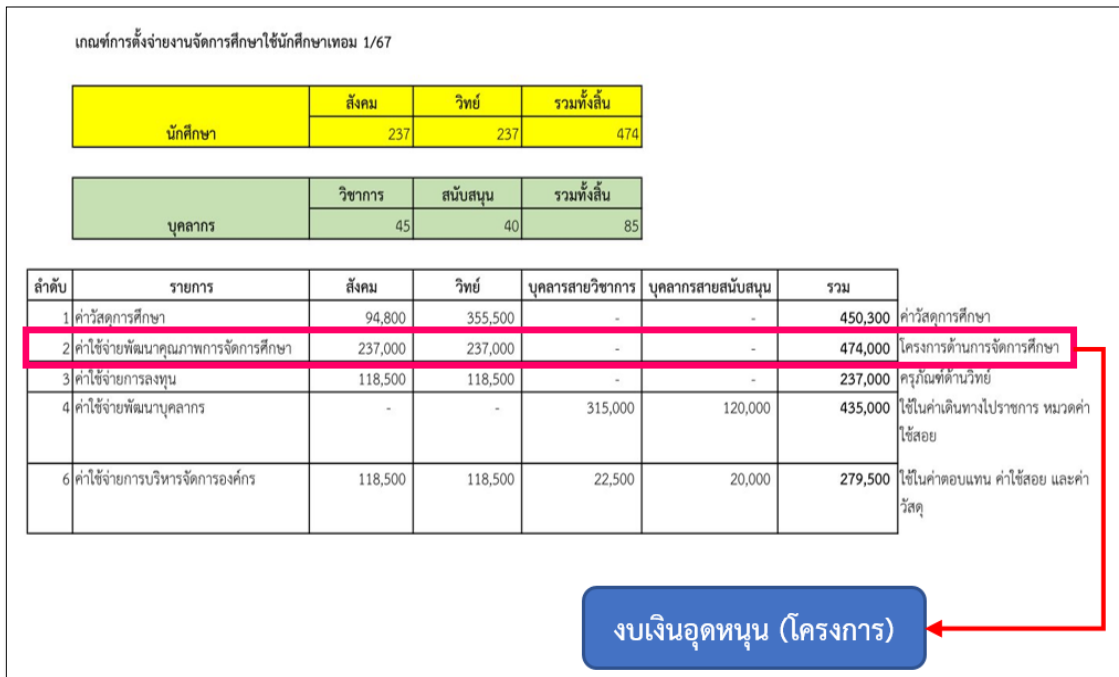 เกณฑ์การตั้งจ่ายงานจัดการศึกษาใช้นักศึกษาเทอม 1/67
นักศึกษา สังคม วิทย์ รวมทั้งสิ้น
237 237 474
บุคลากร วิชาการ สนับสนุน รวมทั้งสิ้น
45 40 85
ลำดับ รายการ สังคม วิทย์ บุคลารสายวิชาการ บุคลากรสายสนับสนุน รวม
1 ค่าวัสดุการศึกษา 94,800 355,500 - - 450,300 ค่าวัสดุการศึกษา
2 ค่าใช้จ่ายพัฒนาคุณภาพการจัดการศึกษา 237,000 237,000 - - 474,000 โครงการด้านการจัดการศึกษา
3 ค่าใช้จ่ายการลงทุน 118,500 118,500 - - 237,000 ครุภัณฑ์ด้านวิทย์
4 ค่าใช้จ่ายพัฒนาบุคลากร - - 315,000 120,000 435,000 ใช้ในค่าเดินทางไปราชการ หมวดค่า
ใช้สอย
6 ค่าใช้จ่ายการบริหารจัดการองค์กร 118,500 118,500 22,500 20,000 279,500 ใช้ในค่าตอบแทน ค่าใช้สอย และค่า
วัสดุ
งบเงินอุดหนุน (โครงการ)